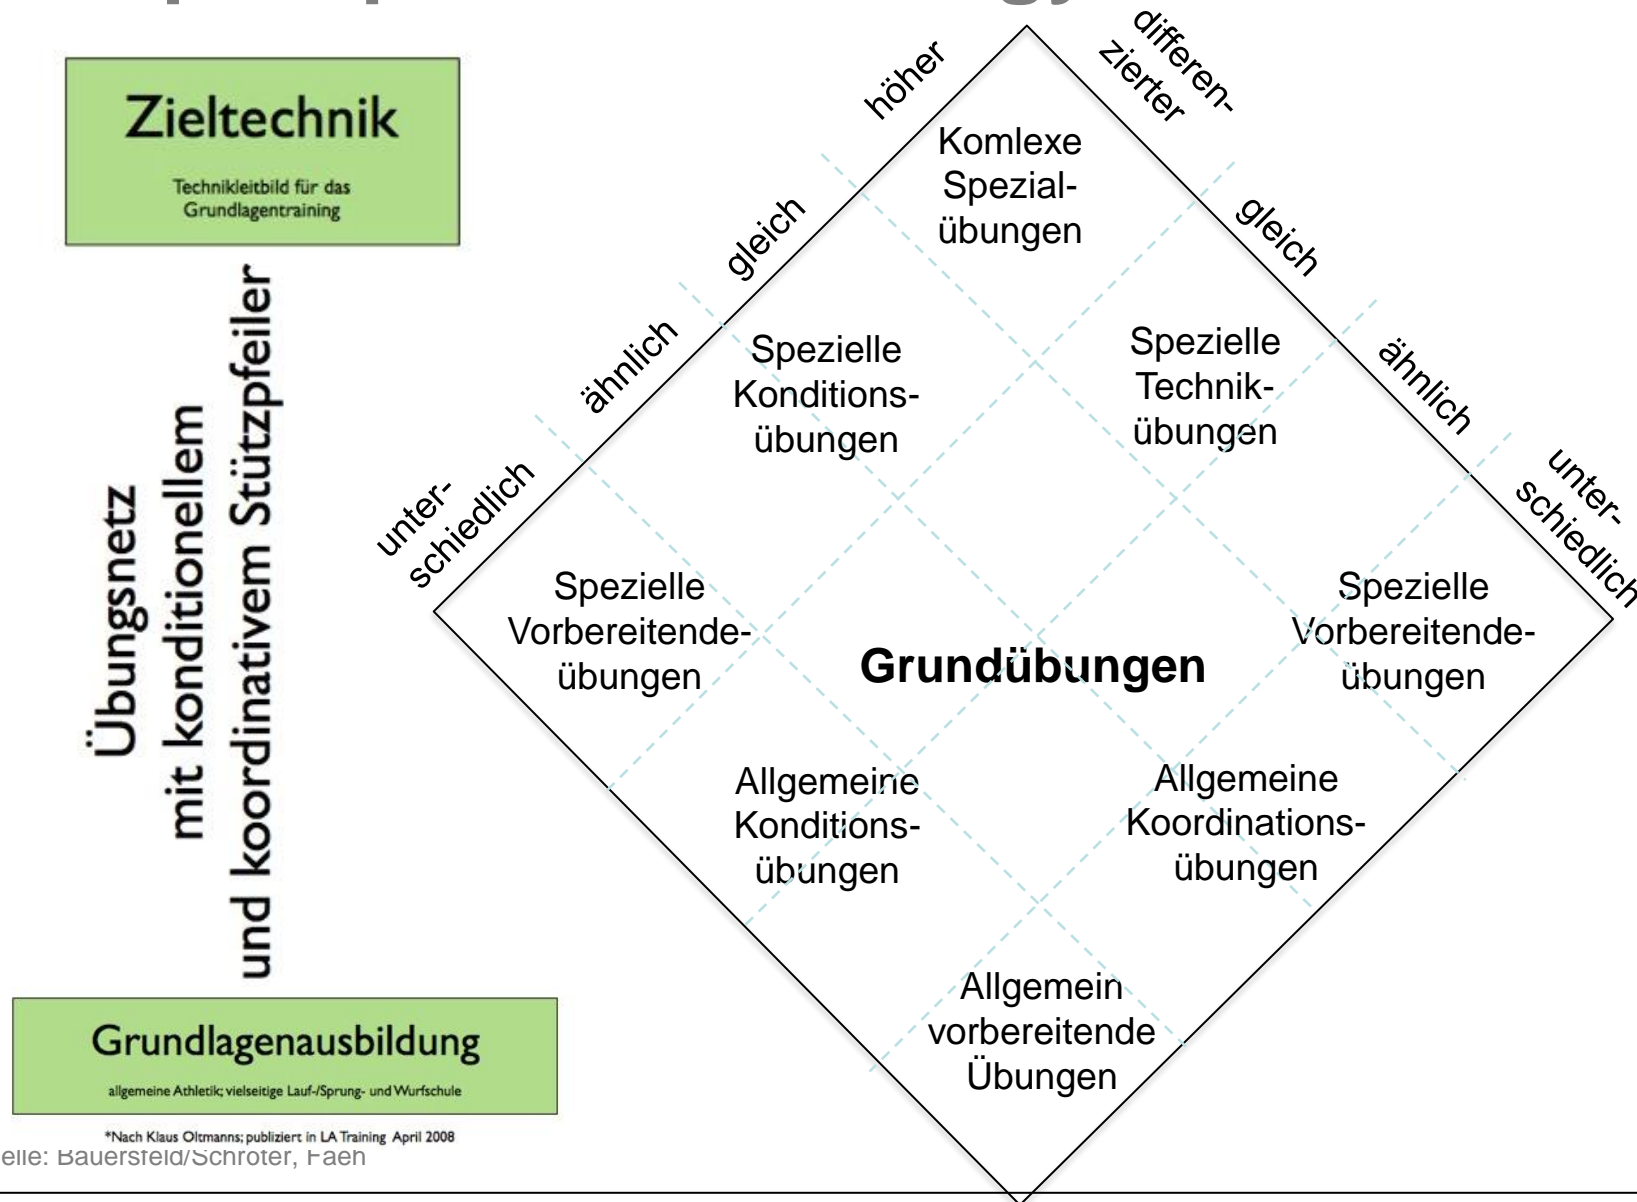 Zieltechnik
Technikleitbild für das
Grundlagentraining
Übungsnetz
mit konditionellem
und koordinativem Stützpfeiler
Grundlagenausbildung
allgemeine Athletik; vielseitige Lauf-/Sprung- und Wurfschule
*Nach Klaus Oltmanns; publiziert in LA Training April 2008
elle: Bauersfeld/Schröter, Faeh
höher
gleich
ähnlich
unter-
schiedlich
differen-
zierter
gleich
ähnlich
unter-
schiedlich
Komlexe
Spezial-
übungen
Spezielle
Konditions-
übungen
Spezielle
Technik-
übungen
Spezielle
Vorbereitende-
übungen
Grundübungen
Spezielle
Vorbereitende-
übungen
Allgemeine
Konditions-
übungen
Allgemeine
Koordinations-
übungen
Allgemein
vorbereitende
Übungen